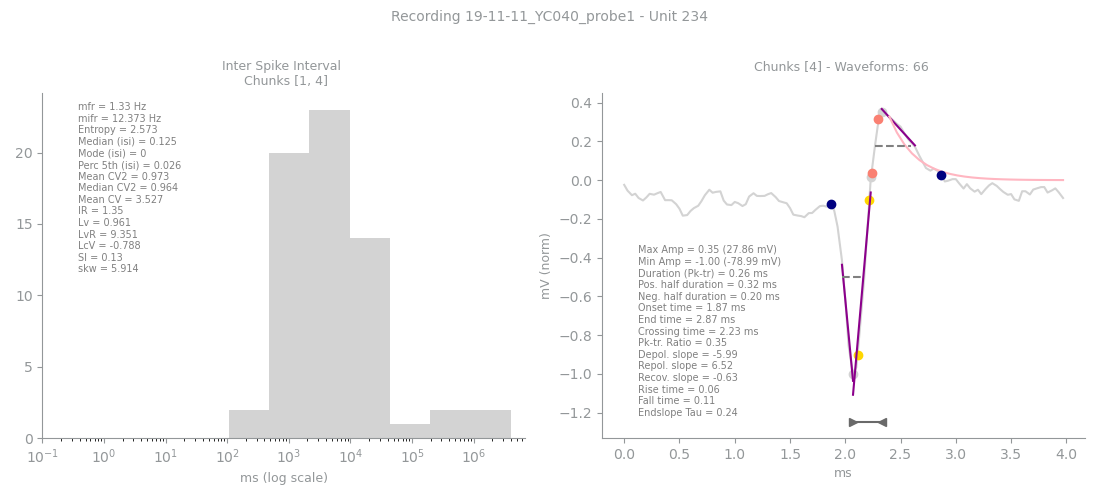 Recording 19-11-11_YC040_probe1 - Unit 234
Inter Spike Interval
Chunks [1, 4]
mfr = 1.33 Hz
mifr = 12.373 Hz
Entropy = 2.573
Median (isi) = 0.125
Mode (isi) = 0
Perc 5th (isi) = 0.026
Mean CV2 = 0.973
Median CV2 = 0.964
Mean CV = 3.527
IR = 1.35
Lv = 0.961
LvR = 9.351
LcV = -0.788
SI = 0.13
skw = 5.914
20
15
10
5
0
10⁻¹ 10⁰ 10¹ 10² 10³ 10⁴ 10⁵ 10⁶
ms (log scale)
Chunks [4] - Waveforms: 66
mV (norm)
0.4
0.2
0.0
−0.2
−0.4
−0.6
−0.8
−1.0
−1.2
Max Amp = 0.35 (27.86 mV)
Min Amp = -1.00 (-78.99 mV)
Duration (Pk-tr) = 0.26 ms
Pos. half duration = 0.32 ms
Neg. half duration = 0.20 ms
Onset time = 1.87 ms
End time = 2.87 ms
Crossing time = 2.23 ms
Pk-tr. Ratio = 0.35
Depol. slope = -5.99
Repol. slope = 6.52
Recov. slope = -0.63
Rise time = 0.06
Fall time = 0.11
Endslope Tau = 0.24
0.0 0.5 1.0 1.5 2.0 2.5 3.0 3.5 4.0
ms